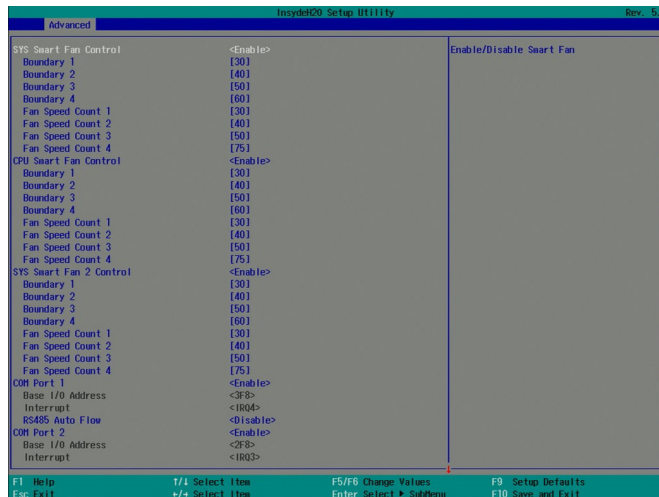 InsydeH2O Setup Utility Rev. 5.
Advanced
SYS Smart Fan Control <Enable> Enable/Disable Smart Fan
Boundary 1 [30]
Boundary 2 [40]
Boundary 3 [50]
Boundary 4 [60]
Fan Speed Count 1 [30]
Fan Speed Count 2 [40]
Fan Speed Count 3 [50]
Fan Speed Count 4 [75]
CPU Smart Fan Control <Enable>
Boundary 1 [30]
Boundary 2 [40]
Boundary 3 [50]
Boundary 4 [60]
Fan Speed Count 1 [30]
Fan Speed Count 2 [40]
Fan Speed Count 3 [50]
Fan Speed Count 4 [75]
SYS Smart Fan 2 Control <Enable>
Boundary 1 [30]
Boundary 2 [40]
Boundary 3 [50]
Boundary 4 [60]
Fan Speed Count 1 [30]
Fan Speed Count 2 [40]
Fan Speed Count 3 [50]
Fan Speed Count 4 [75]
COM Port 1 <Enable>
Base I/O Address <3F8>
Interrupt <IRQ4>
RS485 Auto Flow <Disable>
COM Port 2 <Enable>
Base I/O Address <2F8>
Interrupt <IRQ3>
F1 Help ↑/↓ Select Item F5/F6 Change Values F9 Setup Defaults
Esc Exit ←/→ Select Item Enter Select ▶ SubMenu F10 Save and Exit